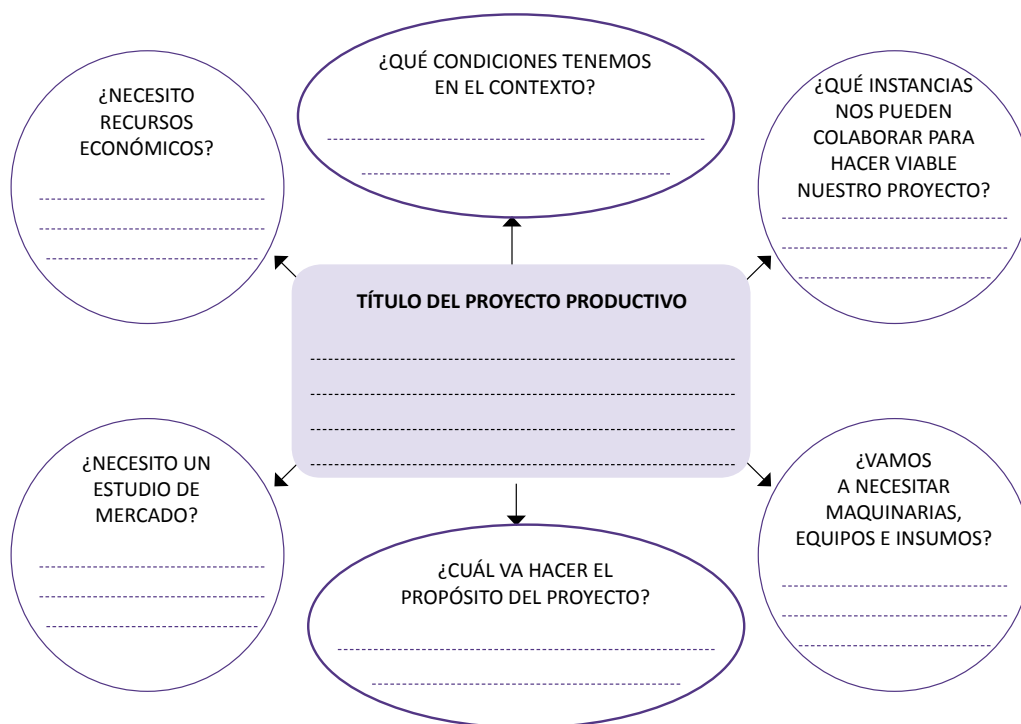 ¿NECESITO
RECURSOS
ECONÓMICOS?
¿QUÉ CONDICIONES TENEMOS
EN EL CONTEXTO?
¿QUÉ INSTANCIAS
NOS PUEDEN
COLABORAR PARA
HACER VIABLE
NUESTRO PROYECTO?
TÍTULO DEL PROYECTO PRODUCTIVO
¿NECESITO UN
ESTUDIO DE
MERCADO?
¿CUÁL VA HACER EL
PROPÓSITO DEL PROYECTO?
¿VAMOS
A NECESITAR
MAQUINARIAS,
EQUIPOS E INSUMOS?